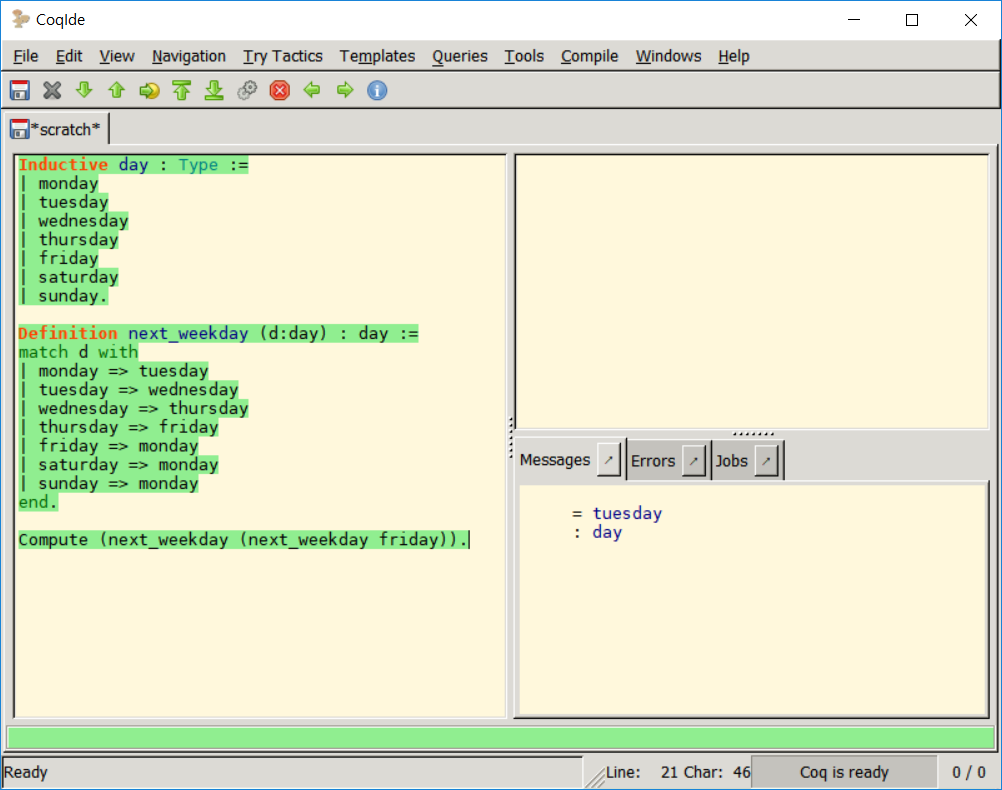 CoqIde
File Edit View Navigation Try Tactics Templates Queries Tools Compile Windows Help
*scratch*
Inductive day : Type :=
| monday
| tuesday
| wednesday
| thursday
| friday
| saturday
| sunday.
Definition next_weekday (d:day) : day :=
match d with
| monday => tuesday
| tuesday => wednesday
| wednesday => thursday
| thursday => friday
| friday => monday
| saturday => monday
| sunday => monday
end.
Compute (next_weekday (next_weekday friday)).
Messages Errors Jobs
= tuesday
: day
Ready Line: 21 Char: 46 Coq is ready 0 / 0